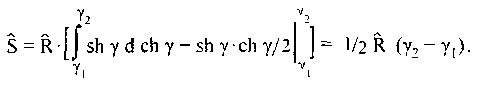 Ŝ = R̂ · [∫_{γ₁}^{γ₂} sh γ d ch γ − sh γ · ch γ/2 |_{γ₁}^{γ₂}] = 1/2 R̂ (γ₂ − γ₁).